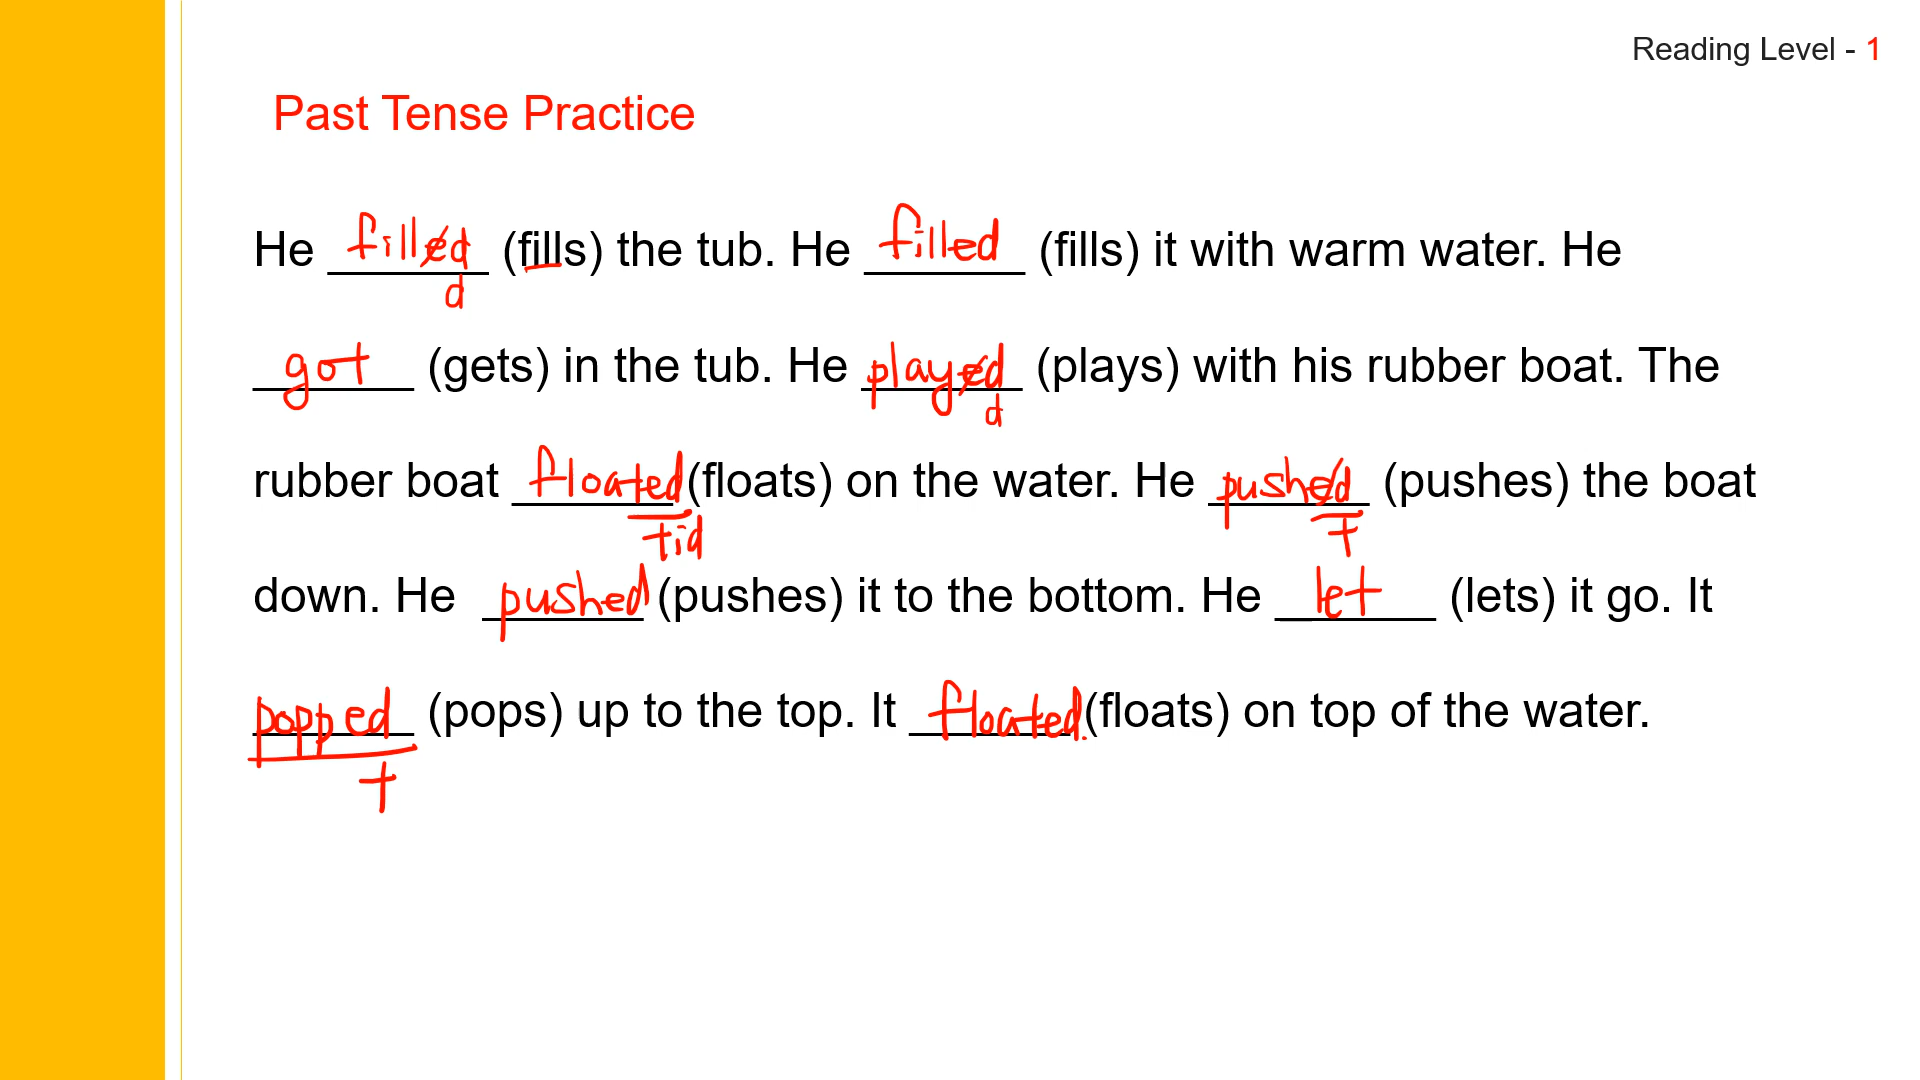 Reading Level - 1
Past Tense Practice
He filled (fills) the tub. He filled (fills) it with warm water. He
d
got (gets) in the tub. He played (plays) with his rubber boat. The
d
rubber boat floated (floats) on the water. He pushed (pushes) the boat
tid t
down. He pushed (pushes) it to the bottom. He let (lets) it go. It
popped (pops) up to the top. It floated (floats) on top of the water.
t